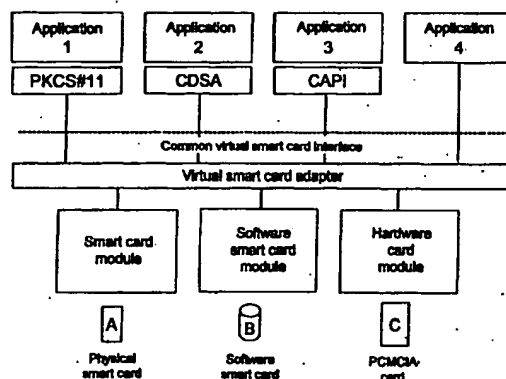 Application
1
Application
2
Application
3
Application
4
PKCS#11
CDSA
CAPI
Common virtual smart card interface
Virtual smart card adapter
Smart card
module
Software
smart card
module
Hardware
card
module
A
B
C
Physical
smart card
Software
smart card
PCMCIA
card